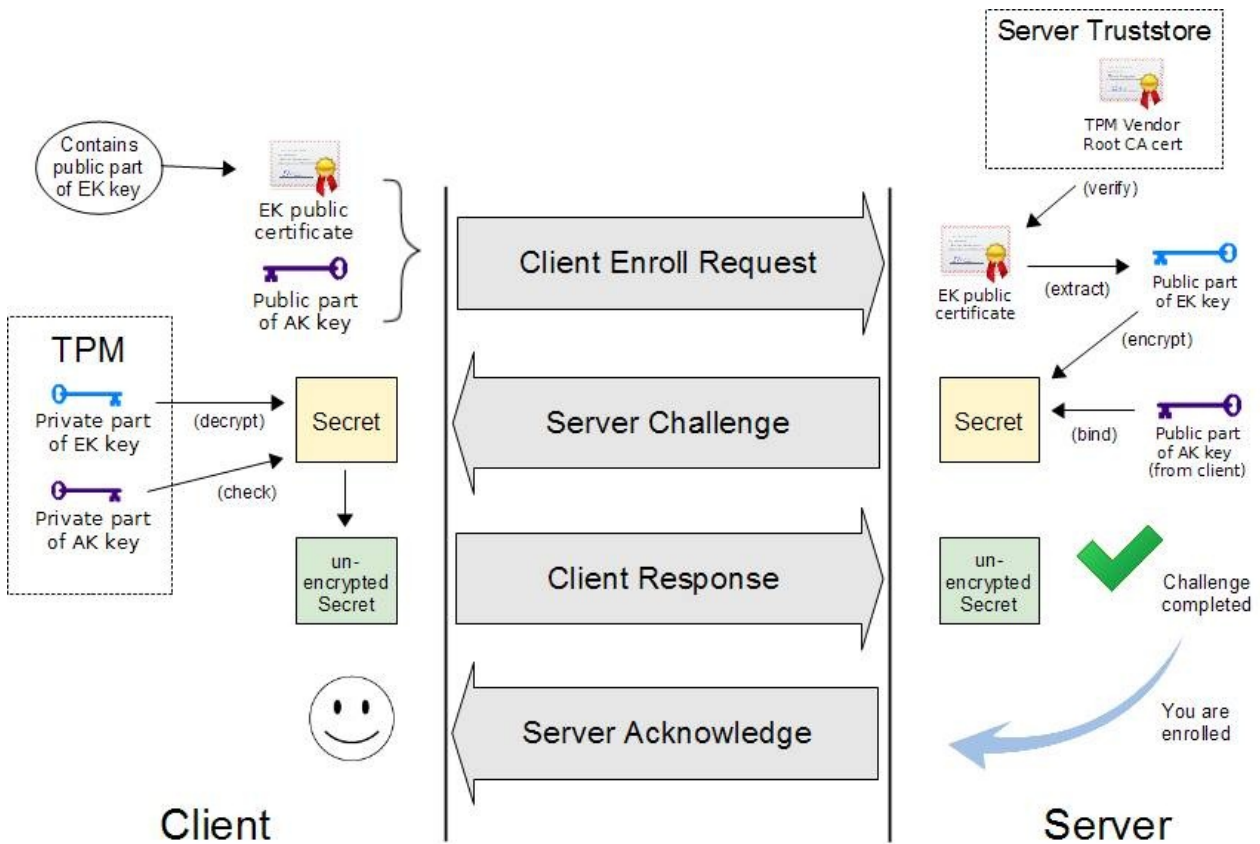 Server Truststore
TPM Vendor
Root CA cert
(verify)
Contains
public part
of EK key
EK public
certificate
Public part
of AK key
Client Enroll Request
EK public
certificate
(extract)
Public part
of EK key
(encrypt)
TPM
Private part
of EK key
(decrypt)
Secret
Server Challenge
Secret
(bind)
Public part
of AK key
(from client)
(check)
Private part
of AK key
un-
encrypted
Secret
Client Response
un-
encrypted
Secret
Challenge
completed
Server Acknowledge
You are
enrolled
Client
Server